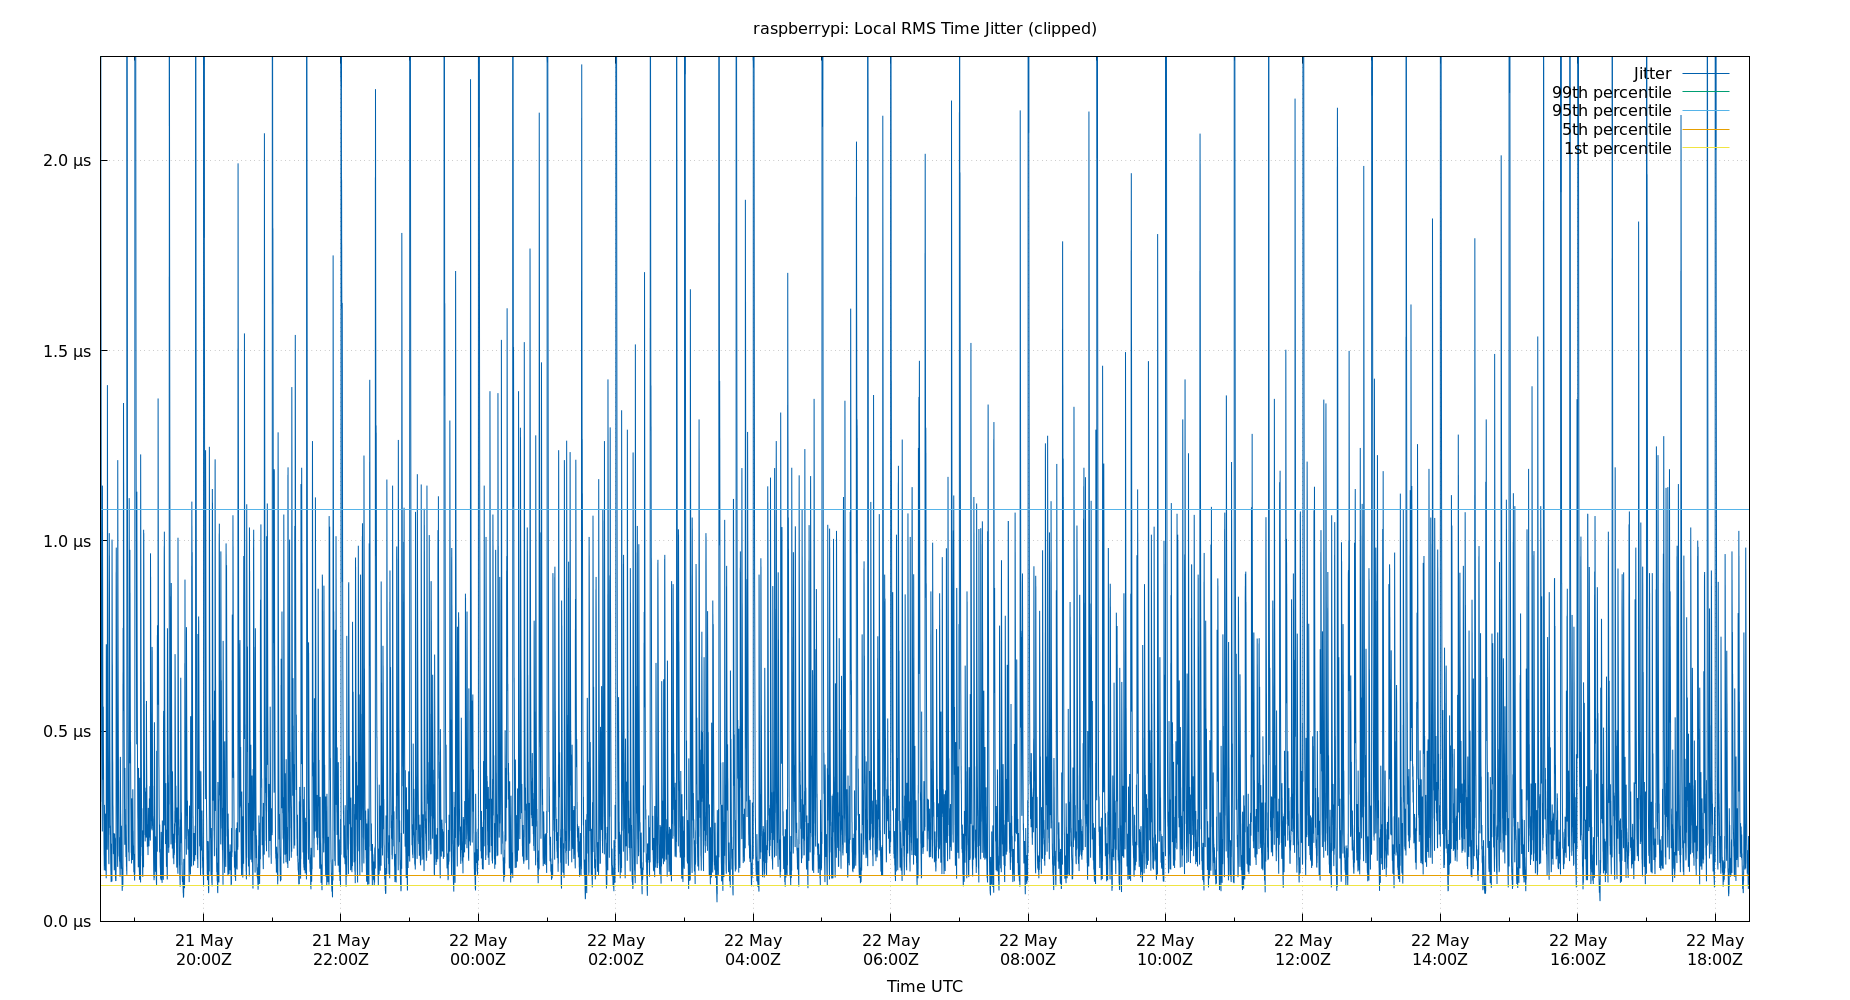 raspberrypi: Local RMS Time Jitter (clipped)
Jitter
99th percentile
95th percentile
5th percentile
1st percentile
2.0 µs
1.5 µs
1.0 µs
0.5 µs
0.0 µs
21 May 21 May 22 May 22 May 22 May 22 May 22 May 22 May 22 May 22 May 22 May 22 May
20:00Z 22:00Z 00:00Z 02:00Z 04:00Z 06:00Z 08:00Z 10:00Z 12:00Z 14:00Z 16:00Z 18:00Z
Time UTC